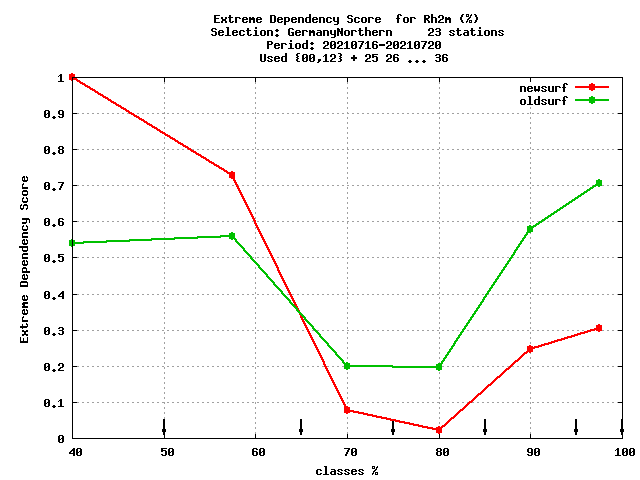 Extreme Dependency Score  for Rh2m (%)
Selection: GermanyNorthern     23 stations
Period: 20210716-20210720
Used {00,12} + 25 26 ... 36
newsurf
oldsurf
Extreme Dependency Score
1
0.9
0.8
0.7
0.6
0.5
0.4
0.3
0.2
0.1
0
40 50 60 70 80 90 100
classes %